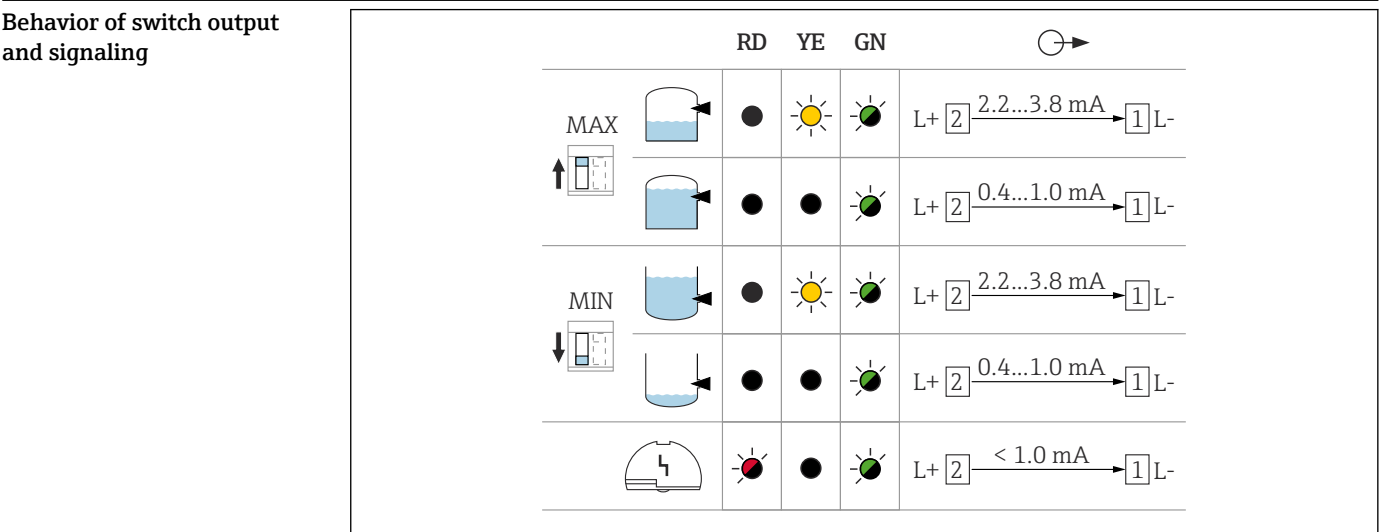 Behavior of switch output
and signaling
RD YE GN
MAX
L+ 2 2.2...3.8 mA 1 L-
L+ 2 0.4...1.0 mA 1 L-
MIN
L+ 2 2.2...3.8 mA 1 L-
L+ 2 0.4...1.0 mA 1 L-
L+ 2 < 1.0 mA 1 L-